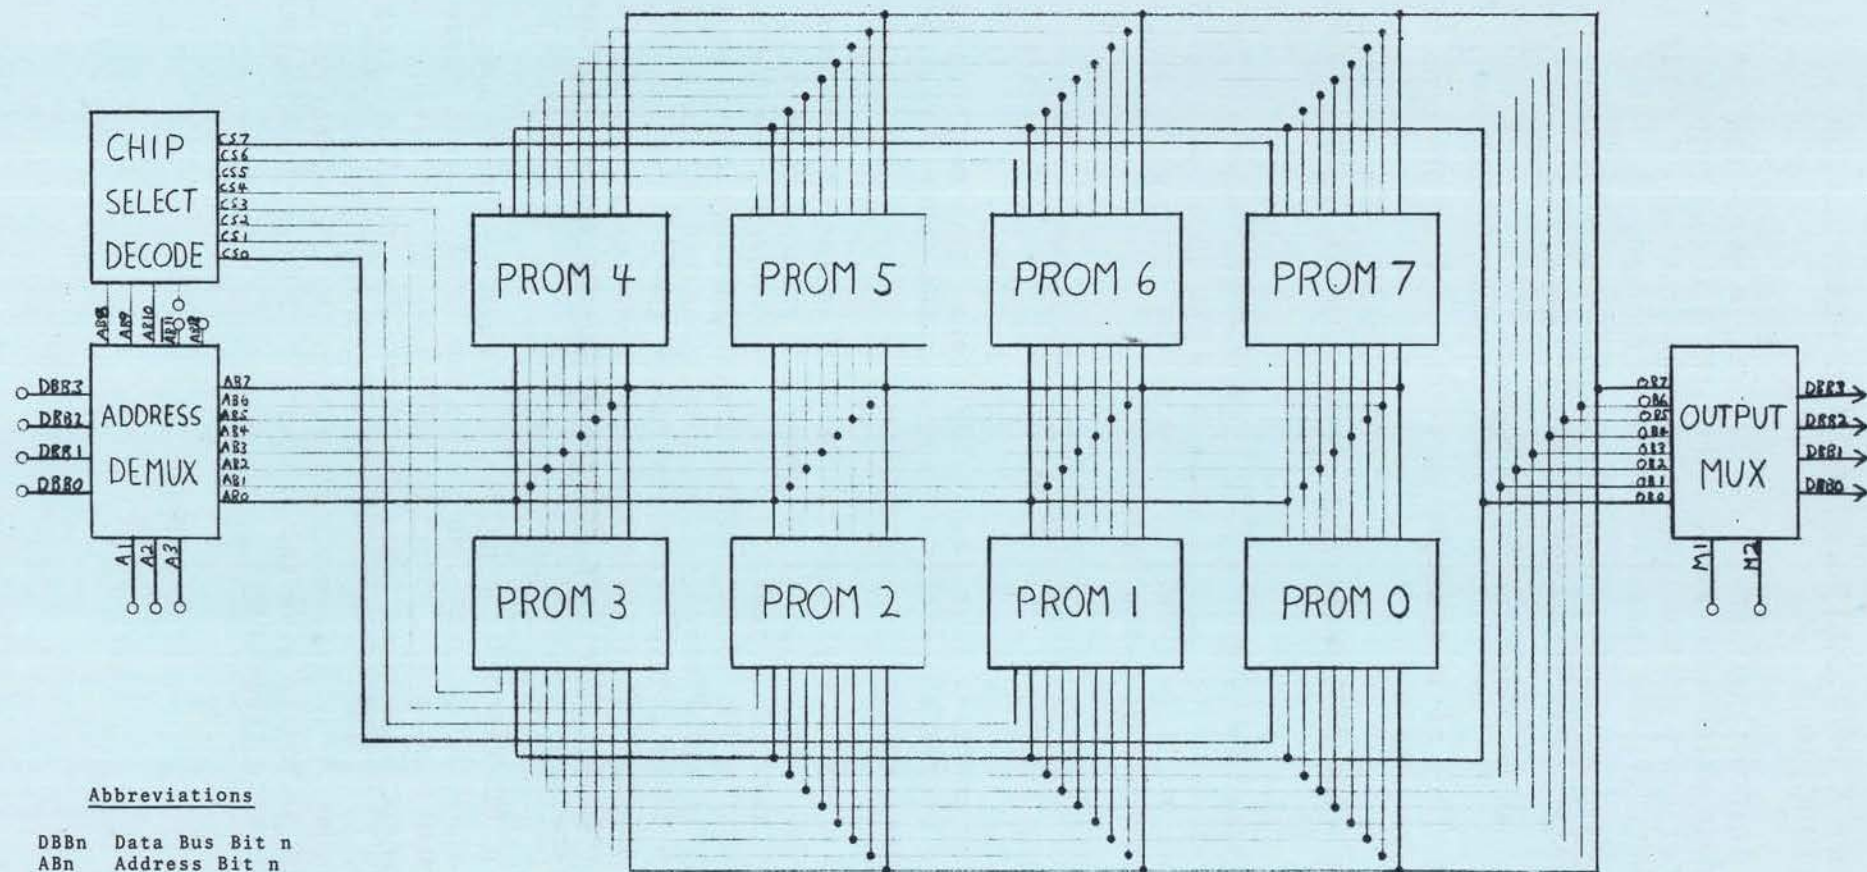 CHIP
SELECT
DECODE
CS7
CS6
CS5
CS4
CS3
CS2
CS1
CS0
AB8
AB9
AB10
AB11
DBB3
DBB2
DBB1
DBB0
ADDRESS
DEMUX
AB7
AB6
AB5
AB4
AB3
AB2
AB1
AB0
A1
A2
A3
PROM 4
PROM 5
PROM 6
PROM 7
PROM 3
PROM 2
PROM 1
PROM 0
OB7
OB6
OB5
OB4
OB3
OB2
OB1
OB0
OUTPUT
MUX
DBB3
DBB2
DBB1
DBB0
M1
M2
Abbreviations
DBBn Data Bus Bit n
ABn Address Bit n